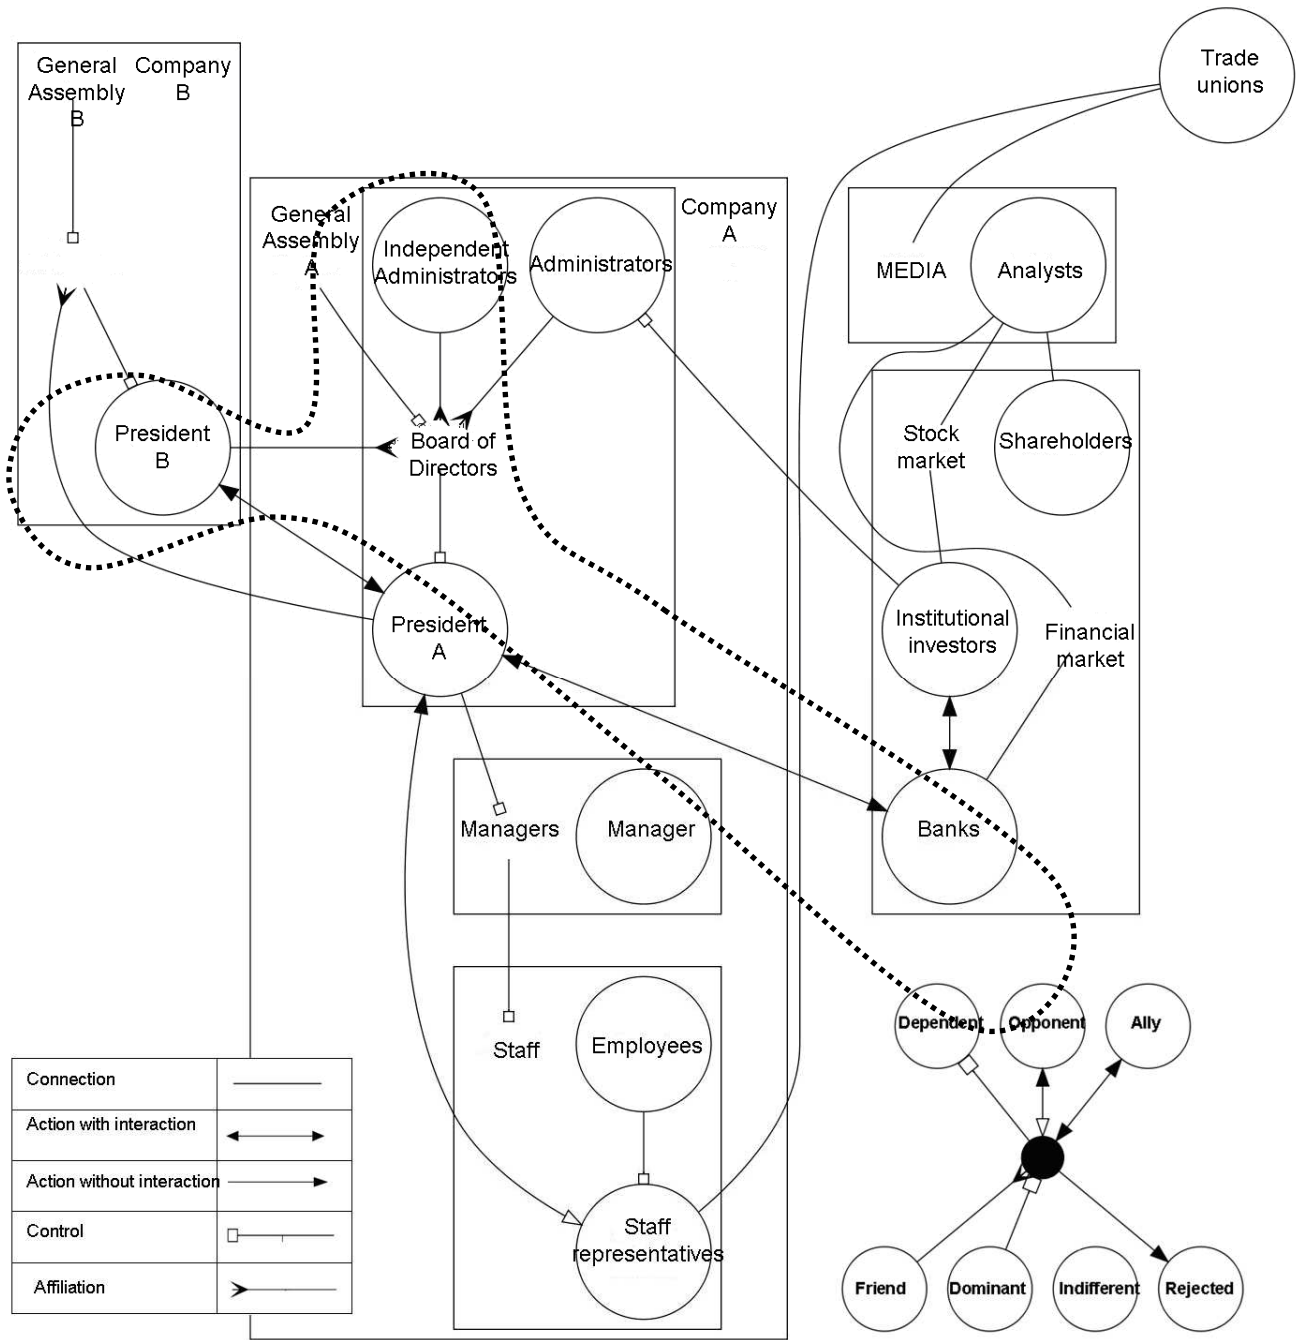 Trade
unions
General
Assembly
B
Company
B
General
Assembly
A
Company
A
Independent
Administrators
Administrators
MEDIA
Analysts
President
B
Board of
Directors
Stock
market
Shareholders
President
A
Institutional
investors
Financial
market
Managers
Manager
Banks
Staff
Employees
Staff
representatives
Dependent
Opponent
Ally
Friend
Dominant
Indifferent
Rejected
Connection
Action with interaction
Action without interaction
Control
Affiliation